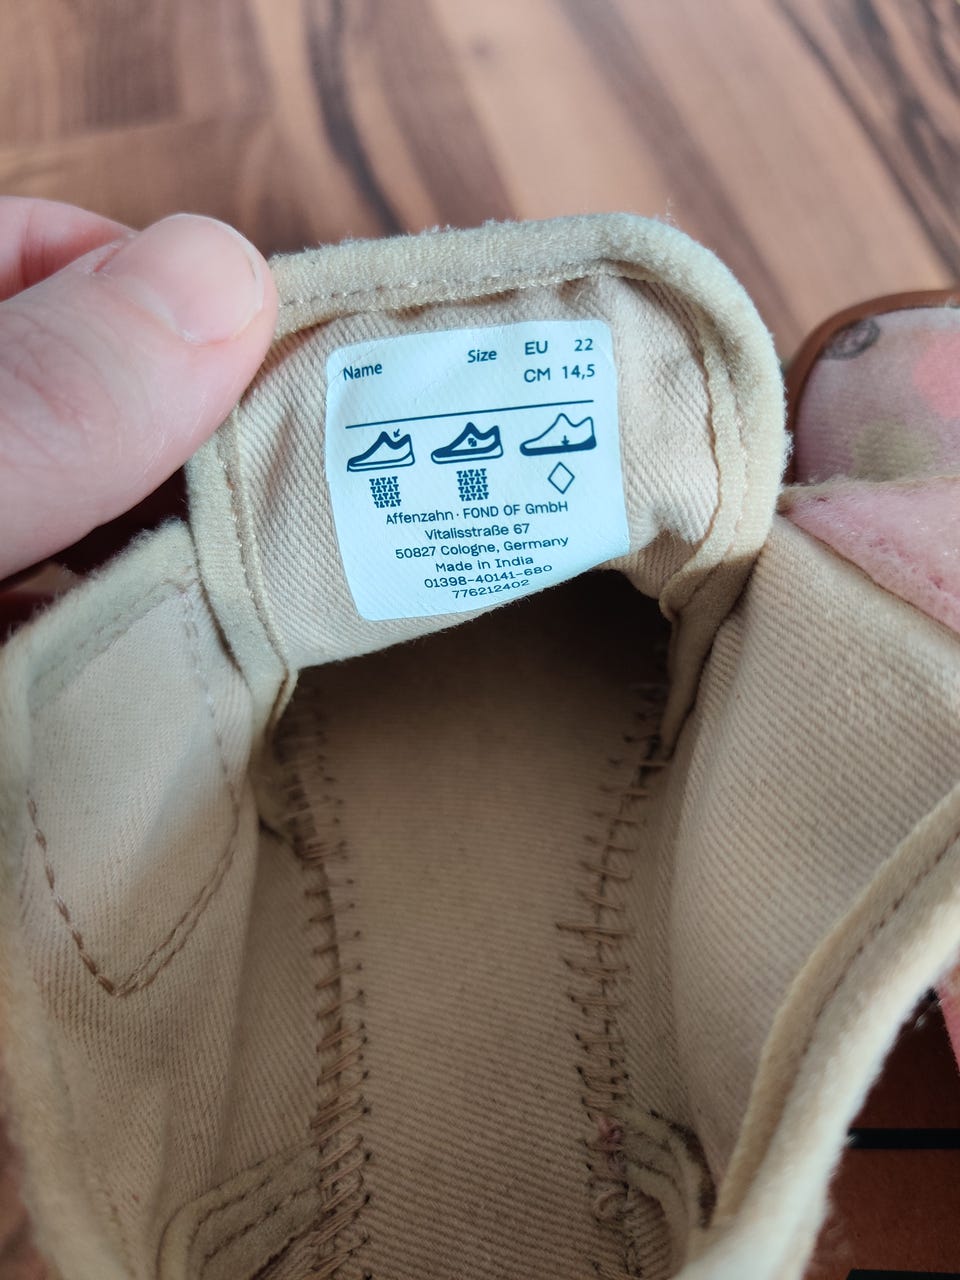 Name Size EU 22
CM 14,5
Affenzahn · FOND OF GmbH
Vitalisstraße 67
50827 Cologne, Germany
Made in India
01398-40141-680
776212402